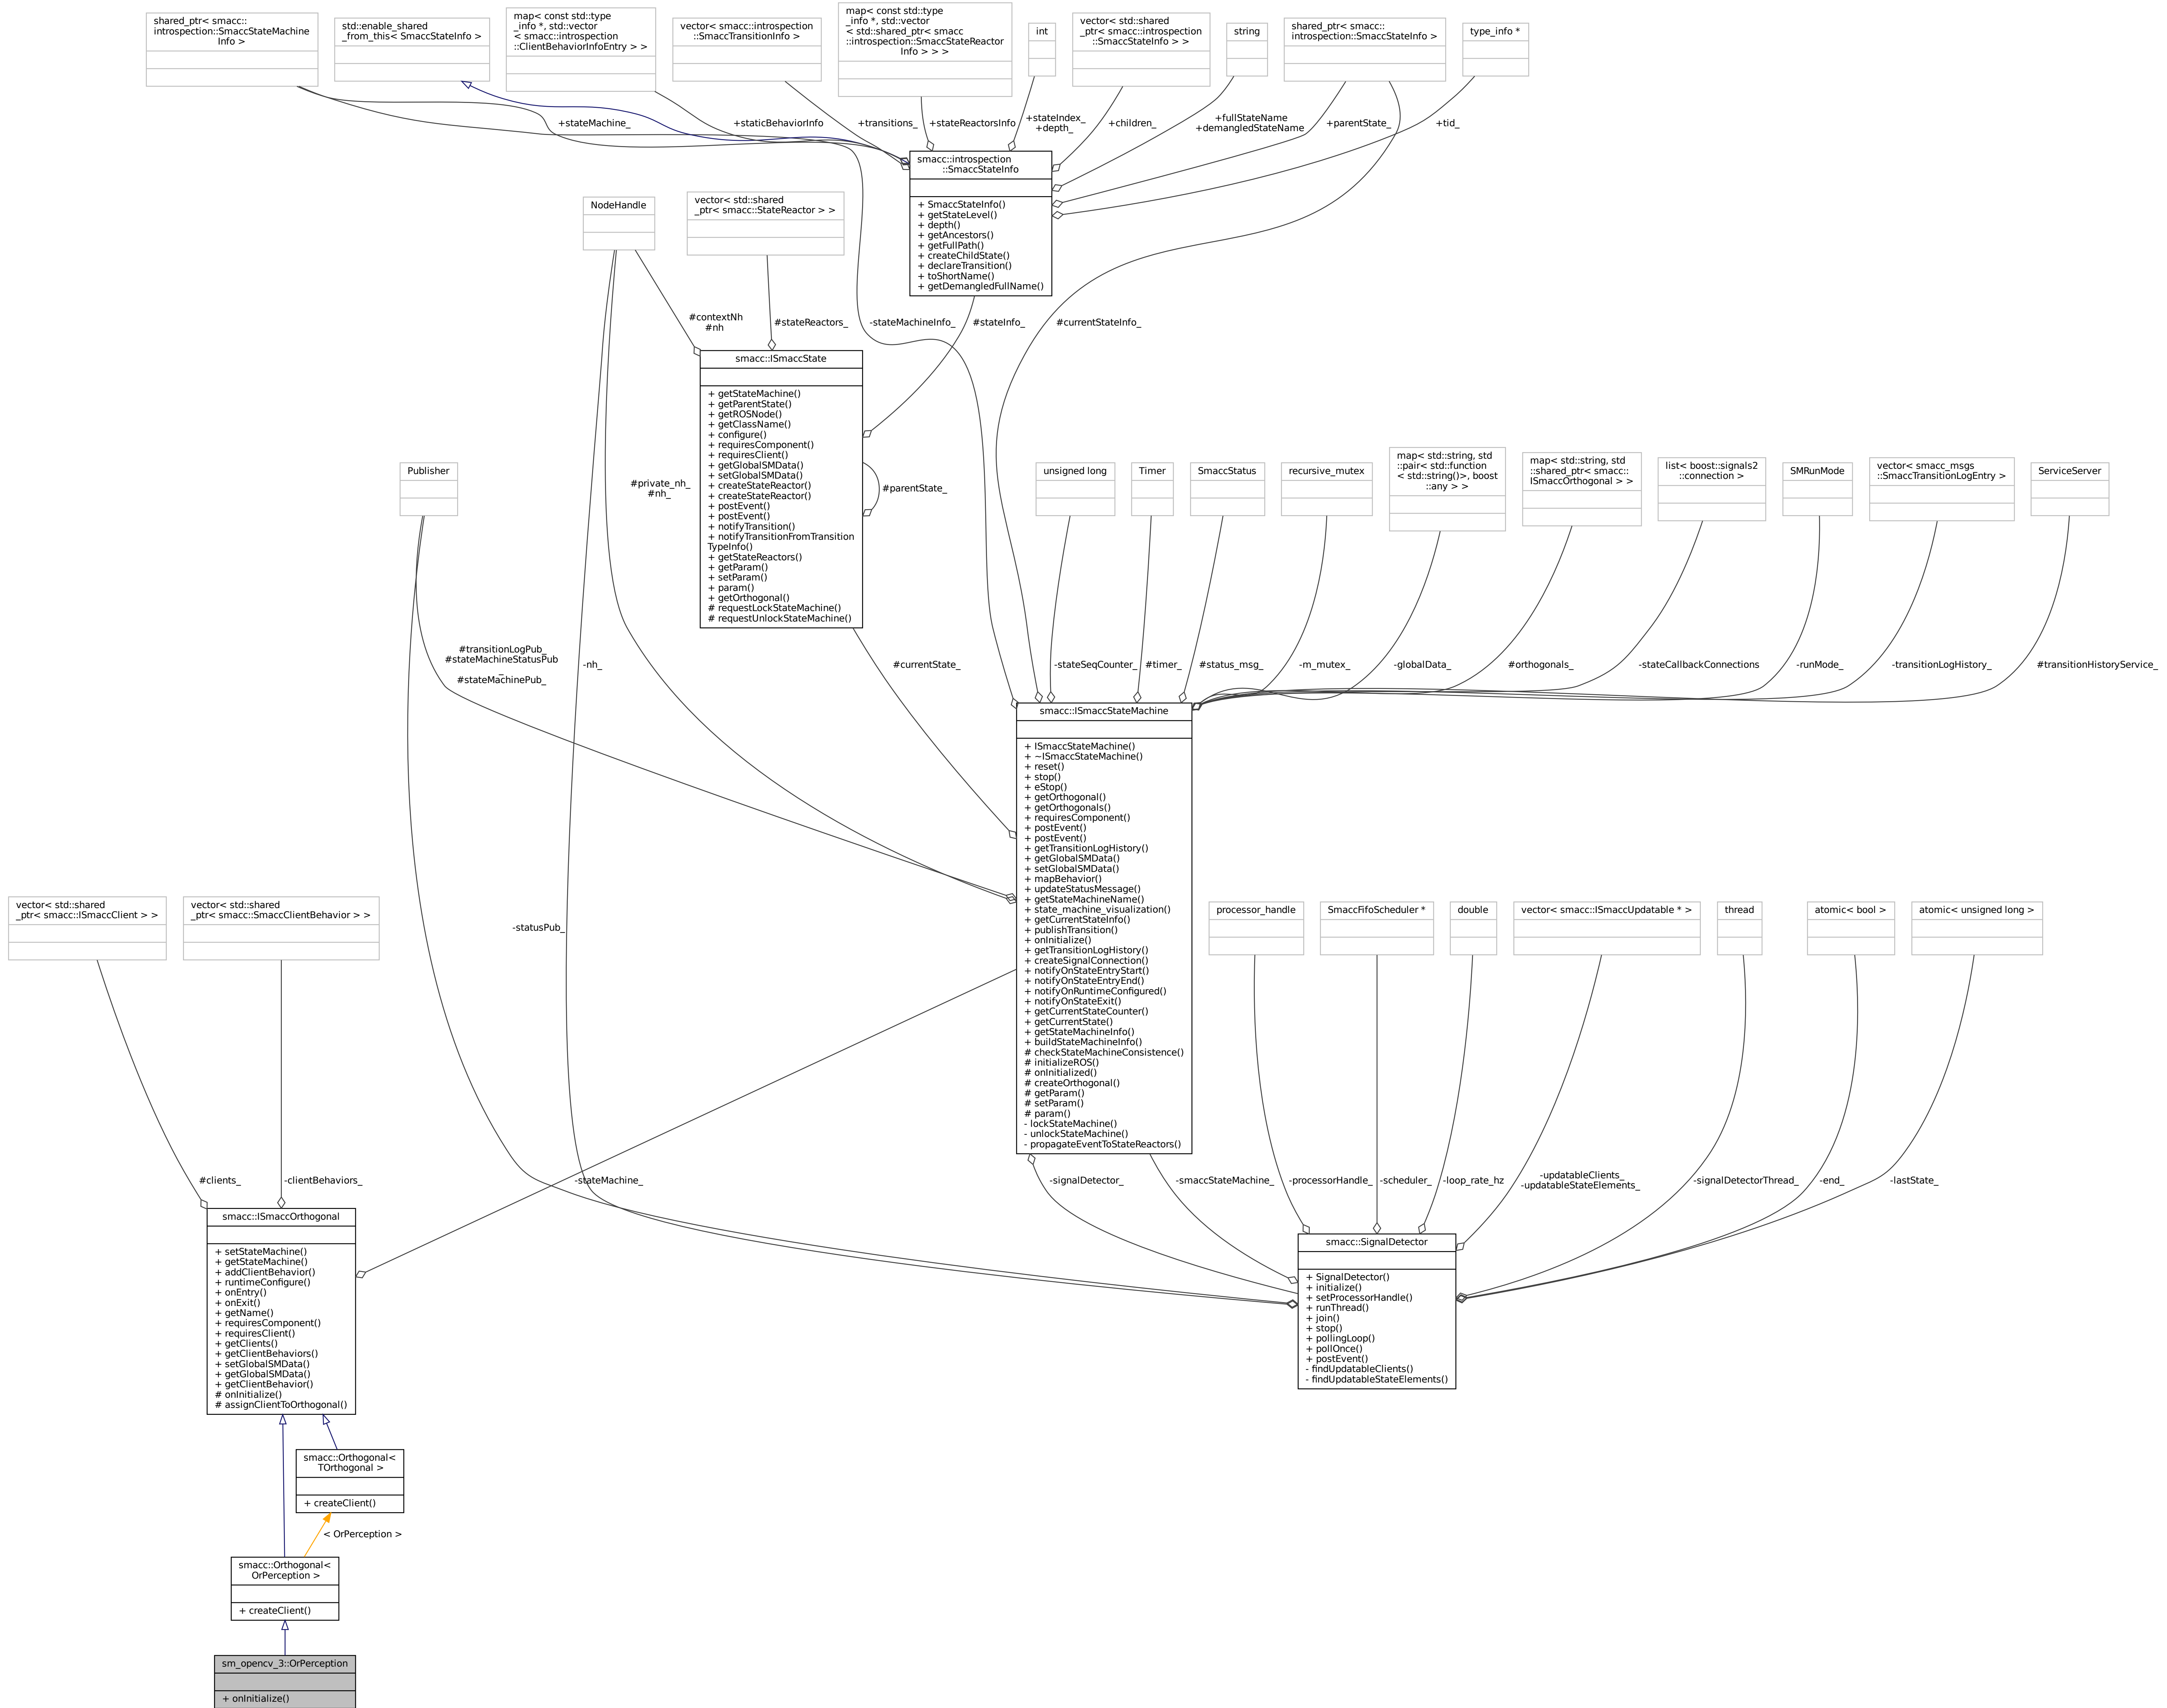 shared_ptr< smacc::
introspection::SmaccStateMachine
Info >
std::enable_shared
_from_this< SmaccStateInfo >
map< const std::type
_info *, std::vector
< smacc::introspection
::ClientBehaviorInfoEntry > >
vector< smacc::introspection
::SmaccTransitionInfo >
map< const std::type
_info *, std::vector
< std::shared_ptr< smacc
::introspection::SmaccStateReactor
Info > > >
int
vector< std::shared
_ptr< smacc::introspection
::SmaccStateInfo > >
string
shared_ptr< smacc::
introspection::SmaccStateInfo >
type_info *
+stateMachine_
+staticBehaviorInfo
+transitions_
+stateReactorsInfo
+stateIndex_
+depth_
+children_
+fullStateName
+demangledStateName
+parentState_
+tid_
smacc::introspection
::SmaccStateInfo
+ SmaccStateInfo()
+ getStateLevel()
+ depth()
+ getAncestors()
+ getFullPath()
+ createChildState()
+ declareTransition()
+ toShortName()
+ getDemangledFullName()
NodeHandle
vector< std::shared
_ptr< smacc::StateReactor > >
#contextNh
#nh
#stateReactors_
-stateMachineInfo_
#stateInfo_
#currentStateInfo_
smacc::ISmaccState
+ getStateMachine()
+ getParentState()
+ getROSNode()
+ getClassName()
+ configure()
+ requiresComponent()
+ requiresClient()
+ getGlobalSMData()
+ setGlobalSMData()
+ createStateReactor()
+ createStateReactor()
+ postEvent()
+ postEvent()
+ notifyTransition()
+ notifyTransitionFromTransition
TypeInfo()
+ getStateReactors()
+ getParam()
+ setParam()
+ param()
+ getOrthogonal()
# requestLockStateMachine()
# requestUnlockStateMachine()
#parentState_
Publisher
#private_nh_
#nh_
unsigned long
Timer
SmaccStatus
recursive_mutex
map< std::string, std
::pair< std::function
< std::string()>, boost
::any > >
map< std::string, std
::shared_ptr< smacc::
ISmaccOrthogonal > >
list< boost::signals2
::connection >
SMRunMode
vector< smacc_msgs
::SmaccTransitionLogEntry >
ServiceServer
#transitionLogPub_
#stateMachineStatusPub
_
#stateMachinePub_
-nh_
#currentState_
-stateSeqCounter_
#timer_
#status_msg_
-m_mutex_
-globalData_
#orthogonals_
-stateCallbackConnections
-runMode_
-transitionLogHistory_
#transitionHistoryService_
smacc::ISmaccStateMachine
+ ISmaccStateMachine()
+ ~ISmaccStateMachine()
+ reset()
+ stop()
+ eStop()
+ getOrthogonal()
+ getOrthogonals()
+ requiresComponent()
+ postEvent()
+ postEvent()
+ getTransitionLogHistory()
+ getGlobalSMData()
+ setGlobalSMData()
+ mapBehavior()
+ updateStatusMessage()
+ getStateMachineName()
+ state_machine_visualization()
+ getCurrentStateInfo()
+ publishTransition()
+ onInitialize()
+ getTransitionLogHistory()
+ createSignalConnection()
+ notifyOnStateEntryStart()
+ notifyOnStateEntryEnd()
+ notifyOnRuntimeConfigured()
+ notifyOnStateExit()
+ getCurrentStateCounter()
+ getCurrentState()
+ getStateMachineInfo()
+ buildStateMachineInfo()
# checkStateMachineConsistence()
# initializeROS()
# onInitialized()
# createOrthogonal()
# getParam()
# setParam()
# param()
- lockStateMachine()
- unlockStateMachine()
- propagateEventToStateReactors()
vector< std::shared
_ptr< smacc::ISmaccClient > >
vector< std::shared
_ptr< smacc::SmaccClientBehavior > >
-statusPub_
processor_handle
SmaccFifoScheduler *
double
vector< smacc::ISmaccUpdatable * >
thread
atomic< bool >
atomic< unsigned long >
#clients_
-clientBehaviors_
-stateMachine_
-signalDetector_
-smaccStateMachine_
-processorHandle_
-scheduler_
-loop_rate_hz
-updatableClients_
-updatableStateElements_
-signalDetectorThread_
-end_
-lastState_
smacc::ISmaccOrthogonal
+ setStateMachine()
+ getStateMachine()
+ addClientBehavior()
+ runtimeConfigure()
+ onEntry()
+ onExit()
+ getName()
+ requiresComponent()
+ requiresClient()
+ getClients()
+ getClientBehaviors()
+ setGlobalSMData()
+ getGlobalSMData()
+ getClientBehavior()
# onInitialize()
# assignClientToOrthogonal()
smacc::SignalDetector
+ SignalDetector()
+ initialize()
+ setProcessorHandle()
+ runThread()
+ join()
+ stop()
+ pollingLoop()
+ pollOnce()
+ postEvent()
- findUpdatableClients()
- findUpdatableStateElements()
smacc::Orthogonal<
TOrthogonal >
+ createClient()
< OrPerception >
smacc::Orthogonal<
OrPerception >
+ createClient()
sm_opencv_3::OrPerception
+ onInitialize()